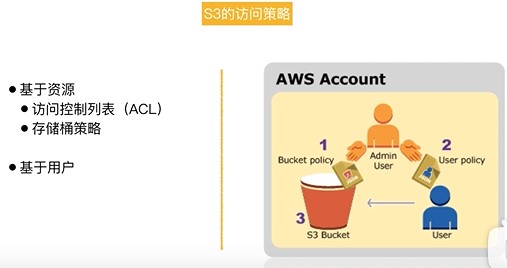 S3的访问策略
基于资源
访问控制列表（ACL）
存储桶策略
基于用户
AWS Account
1
2
Bucket policy
Admin
User
User policy
3
S3 Bucket
User